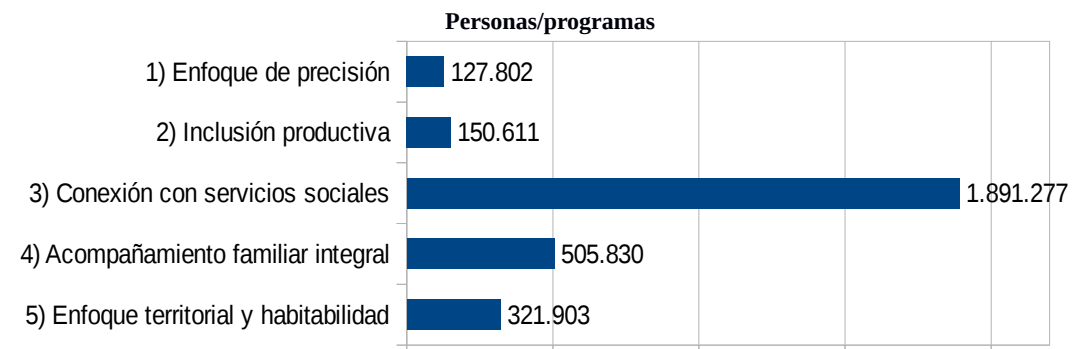 Personas/programas
1) Enfoque de precisión 127.802
2) Inclusión productiva 150.611
3) Conexión con servicios sociales 1.891.277
4) Acompañamiento familiar integral 505.830
5) Enfoque territorial y habitabilidad 321.903